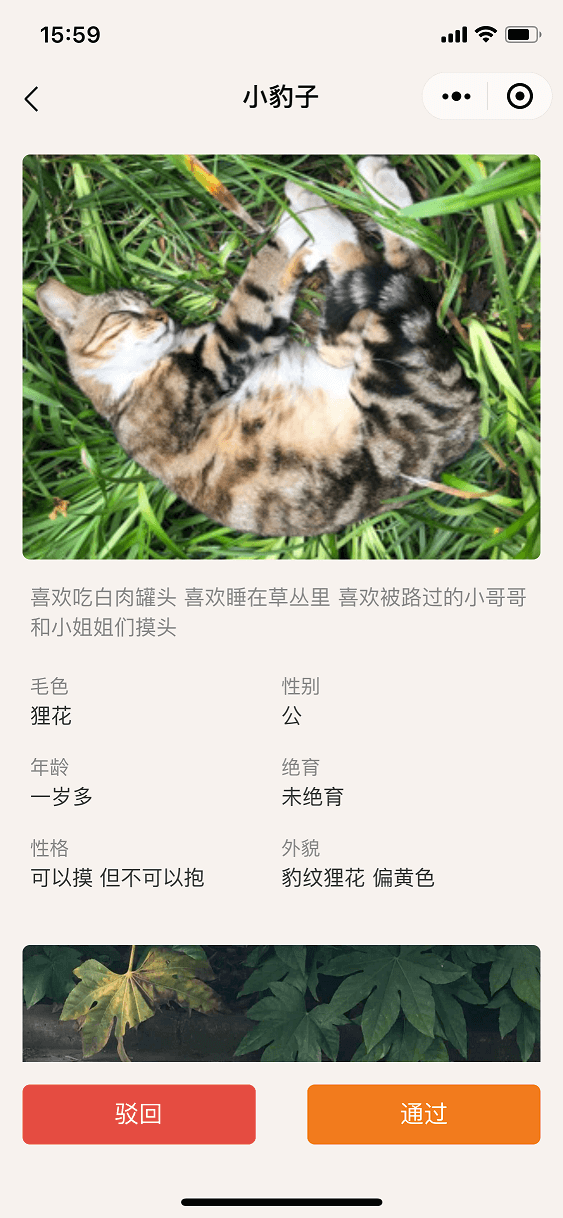 15:59
小豹子
喜欢吃白肉罐头 喜欢睡在草丛里 喜欢被路过的小哥哥
和小姐姐们摸头
毛色
性别
狸花
公
年龄
绝育
一岁多
未绝育
性格
外貌
可以摸 但不可以抱
豹纹狸花 偏黄色
驳回
通过